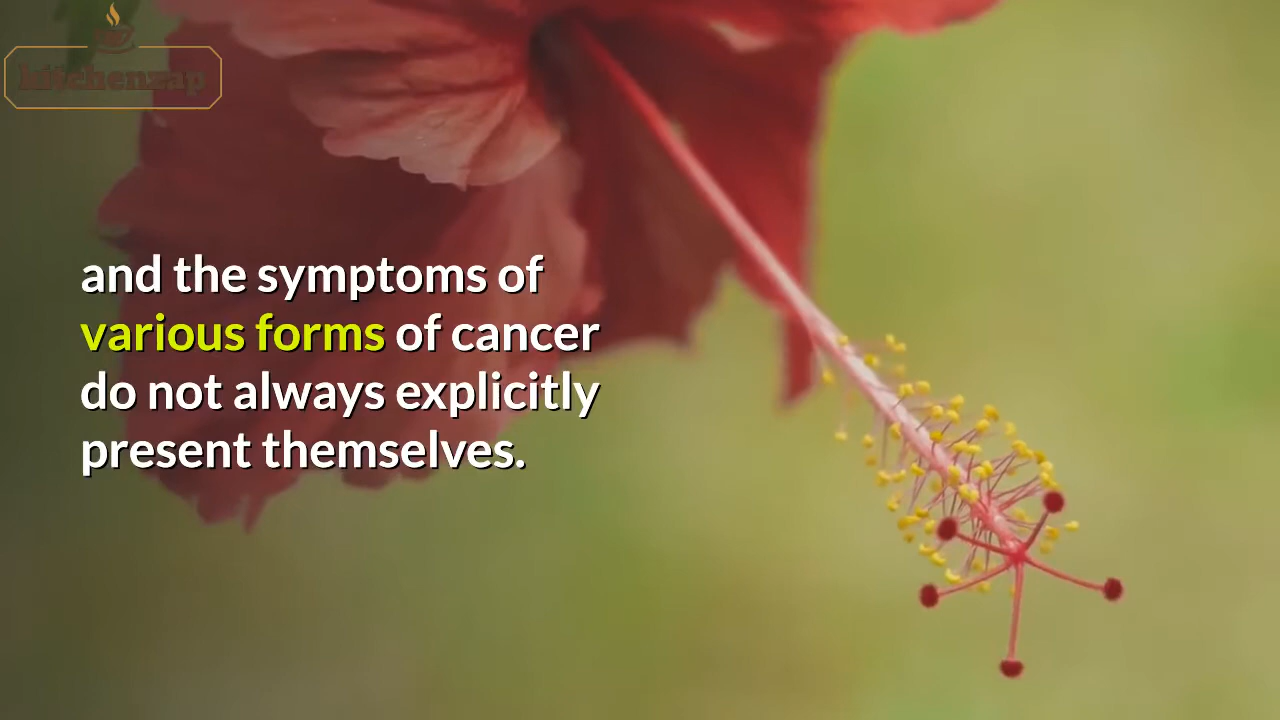 kitchenzap
and the symptoms of
various forms of cancer
do not always explicitly
present themselves.